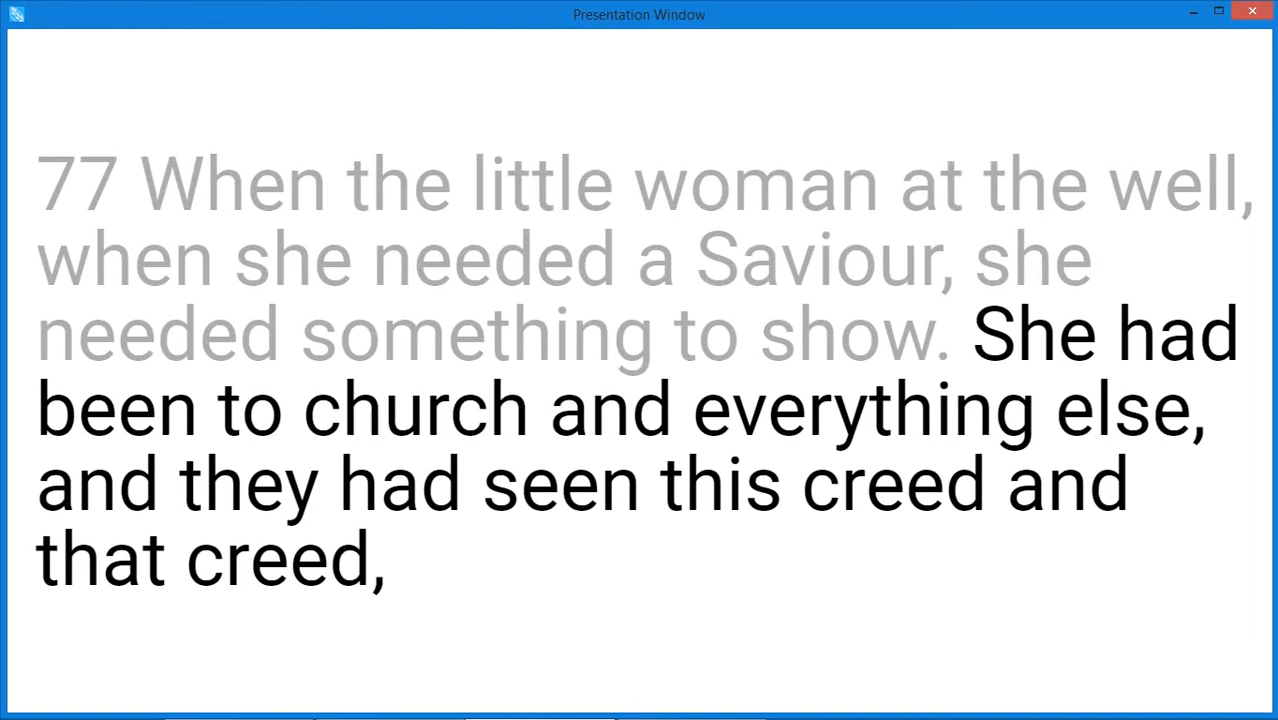 Presentation Window
77 When the little woman at the well,
when she needed a Saviour, she
needed something to show. She had
been to church and everything else,
and they had seen this creed and
that creed,